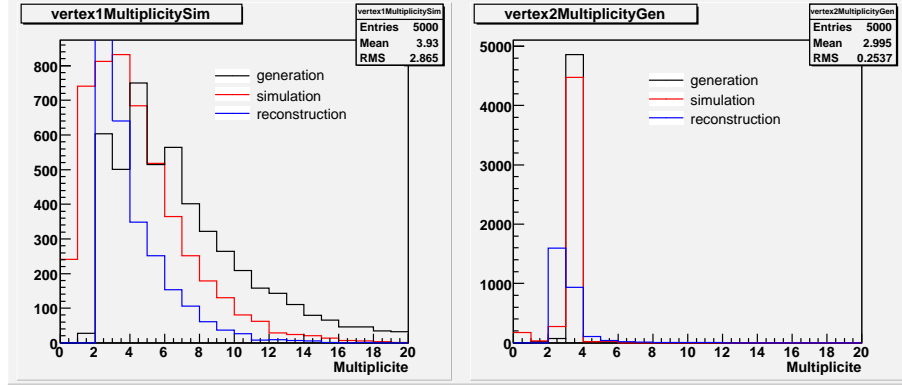 vertex1MultiplicitySim
vertex1MultiplicitySim
Entries 5000
Mean 3.93
RMS 2.865
800
700
600
500
400
300
200
100
0
generation
simulation
reconstruction
0 2 4 6 8 10 12 14 16 18 20
Multiplicite
vertex2MultiplicityGen
vertex2MultiplicityGen
Entries 5000
Mean 2.995
RMS 0.2537
5000
4000
3000
2000
1000
0
generation
simulation
reconstruction
0 2 4 6 8 10 12 14 16 18 20
Multiplicite